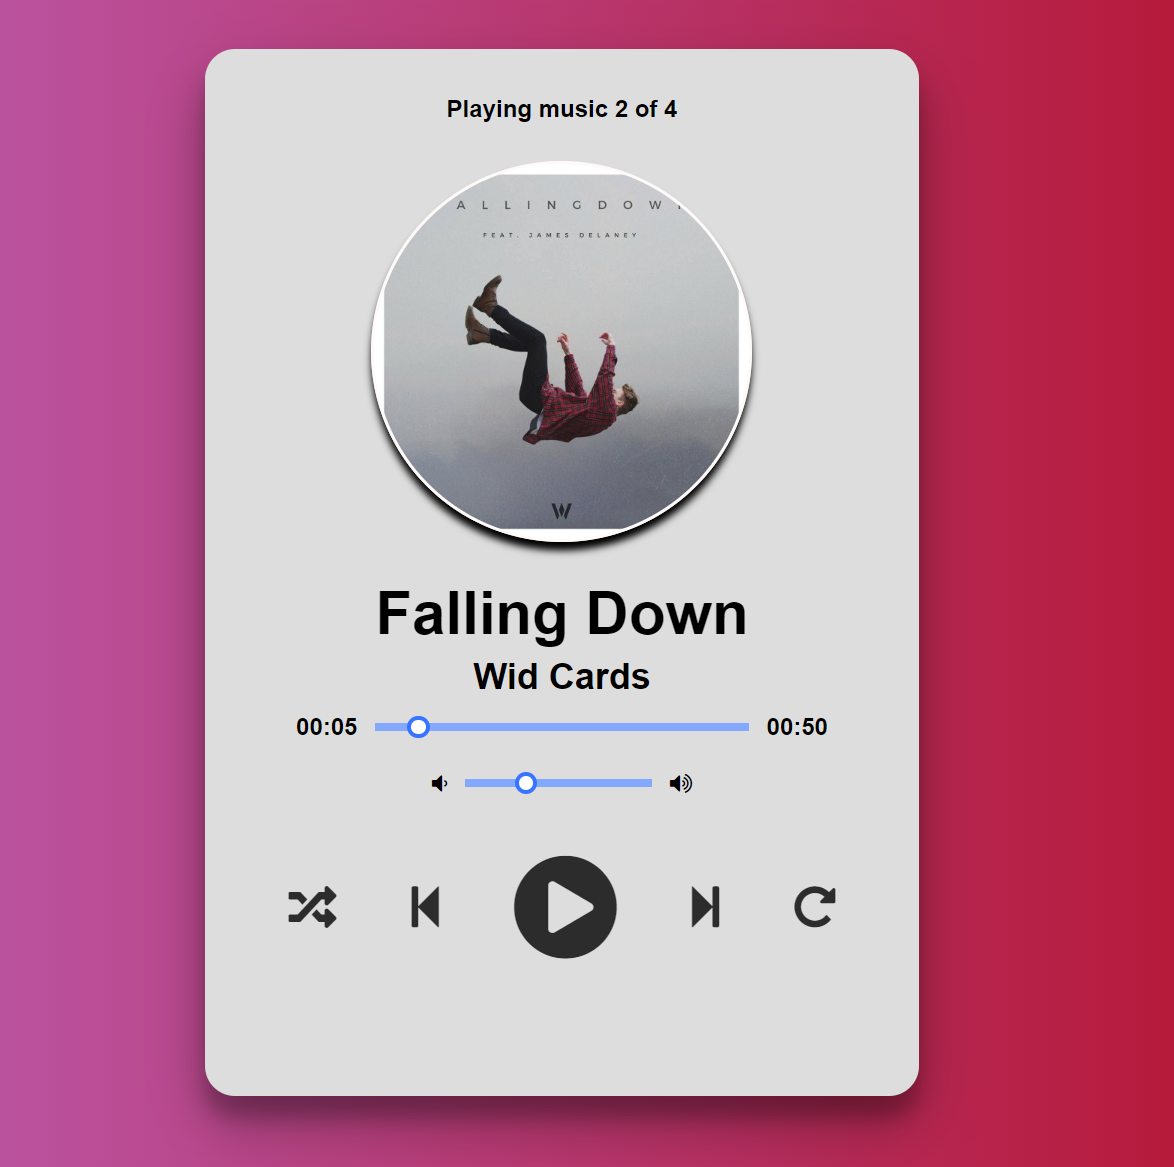 Playing music 2 of 4
A L L I N G D O W
FEAT. JAMES DELANEY
W
Falling Down
Wid Cards
00:05 00:50